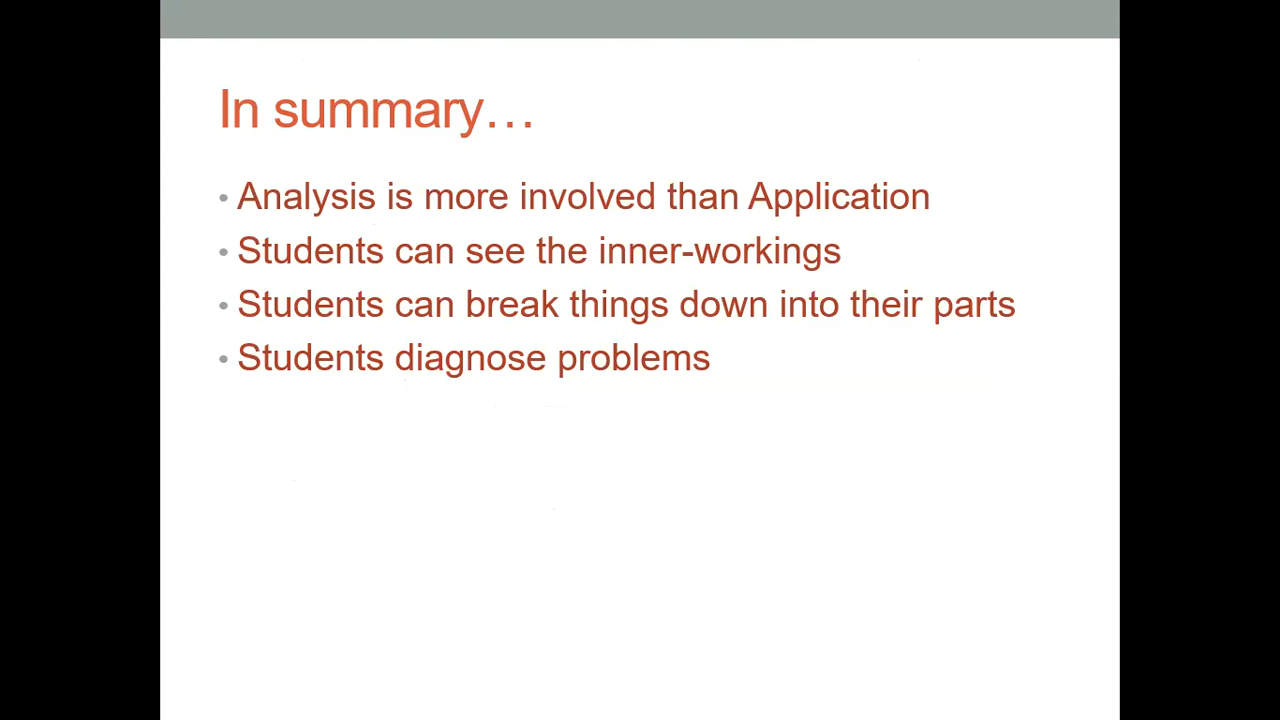 In summary…
• Analysis is more involved than Application
• Students can see the inner-workings
• Students can break things down into their parts
• Students diagnose problems